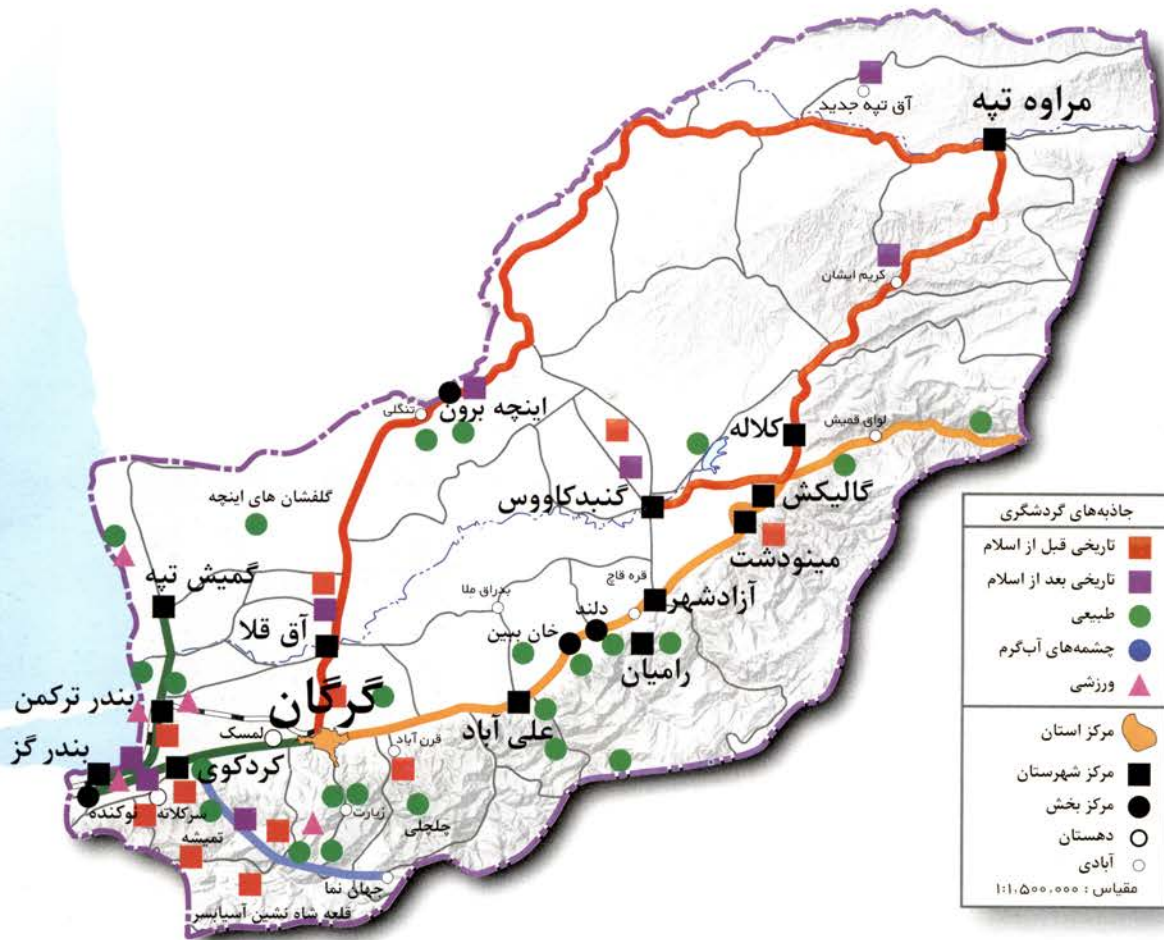 آق تپه جدید
مراوه تپه
کریم ایشان
اینچه برون
تنگلی
کلاله
لواق قمیش
گنبدکاووس
گالیکش
گلفشان های اینچه
مینودشت
گمیش تپه
قره قاچ
بدراق ملا
آزادشهر
دلند
خان ببین
آق قلا
رامیان
بندر ترکمن
گرگان
علی آباد
لمسک
قرن آباد
بندر گز
کردکوی
نوکنده
سرکلاته
زیارت
چلچلی
تمیشه
جهان نما
قلعه شاه نشین آسیابسر
جاذبه‌های گردشگری
تاریخی قبل از اسلام
تاریخی بعد از اسلام
طبیعی
چشمه‌های آب‌گرم
ورزشی
مرکز استان
مرکز شهرستان
مرکز بخش
دهستان
آبادی
مقیاس : ۱:۱،۵۰۰،۰۰۰